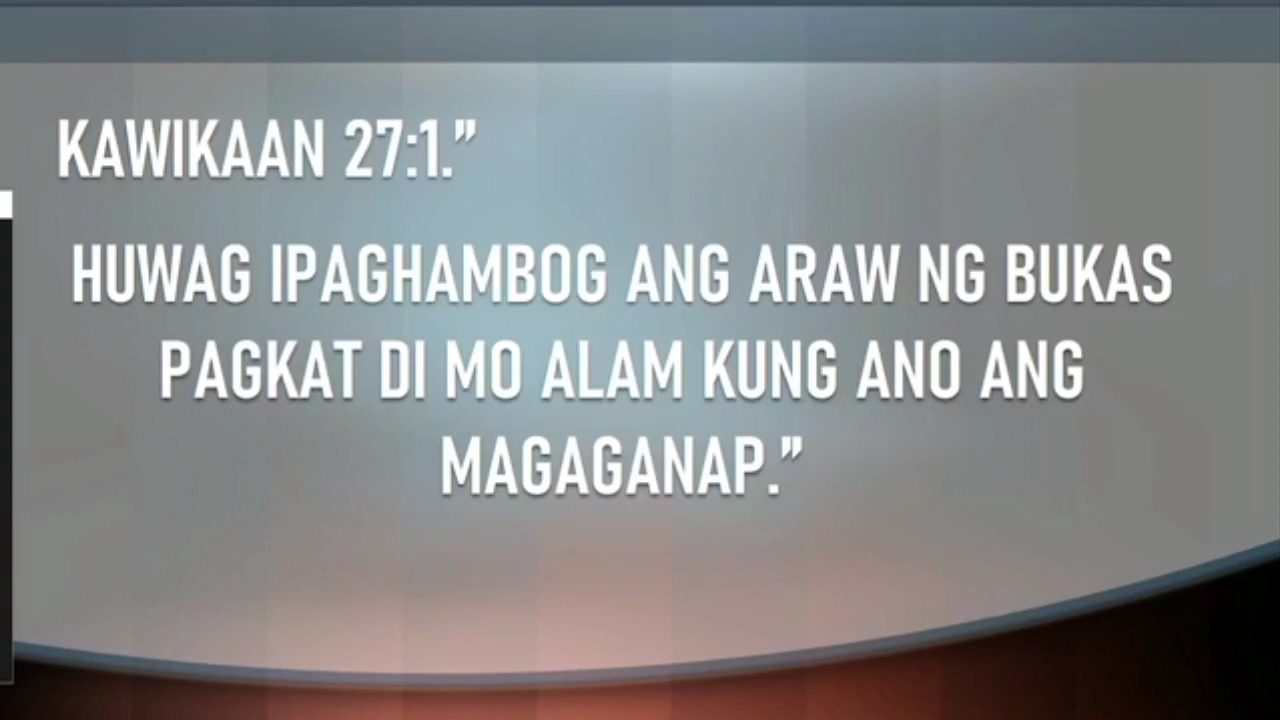 KAWIKAAN 27:1.”
HUWAG IPAGHAMBOG ANG ARAW NG BUKAS
PAGKAT DI MO ALAM KUNG ANO ANG
MAGAGANAP.”